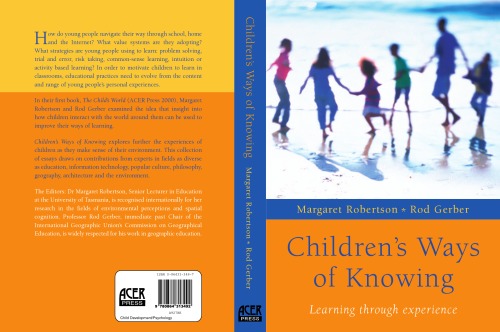 How do young people navigate their way through school, home
and the Internet? What value systems are they adopting?
What strategies are young people using to learn: problem solving,
trial and error, risk taking, common-sense learning, intuition or
activity based learning? In order to motivate children to learn in
classrooms, educational practices need to evolve from the content
and range of young people's personal experiences.
In their first book, The Child's World (ACER Press 2000), Margaret
Robertson and Rod Gerber examined the idea that insight into
how children interact with the world around them can be used to
improve their ways of learning.
Children's Ways of Knowing explores further the experiences of
children as they make sense of their environment. This collection
of essays draws on contributions from experts in fields as diverse
as education, information technology, popular culture, philosophy,
geography, architecture and the environment.
The Editors: Dr Margaret Robertson, Senior Lecturer in Education
at the University of Tasmania, is recognised internationally for her
research in the fields of environmental perceptions and spatial
cognition. Professor Rod Gerber, immediate past Chair of the
International Geographic Union's Commission on Geographical
Education, is widely respected for his work in geographic education.
ACER
PRESS
Child Development/Psychology
Children's Ways of Knowing
Margaret Robertson • Rod Gerber
ACER
PRESS
Margaret Robertson • Rod Gerber
Children's Ways
of Knowing
Learning through experience